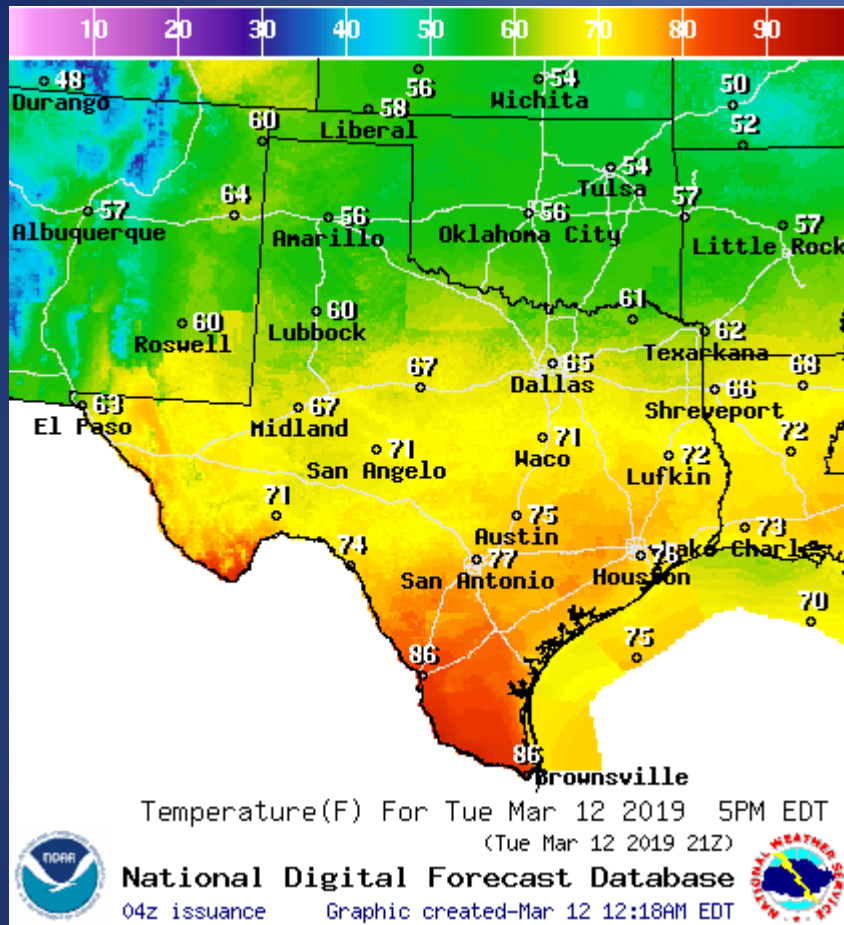 10 20 30 40 50 60 70 80 90
48
Durango
56
54
Wichita
50
58
Liberal
60
52
54
Tulsa
57
Albuquerque
64
56
Amarillo
56
Oklahoma City
57
57
Little Rock
60
Roswell
60
Lubbock
61
62
Texarkana
67
65
Dallas
68
66
Shreveport
63
El Paso
67
Midland
71
San Angelo
71
Waco
72
Lufkin
72
71
75
Austin
73
Lake Charles
74
77
San Antonio
76
Houston
70
75
86
86
Brownsville
Temperature(F) For Tue Mar 12 2019 5PM EDT
(Tue Mar 12 2019 21Z)
NOAA
National Digital Forecast Database
04z issuance Graphic created-Mar 12 12:18AM EDT
NATIONAL WEATHER SERVICE